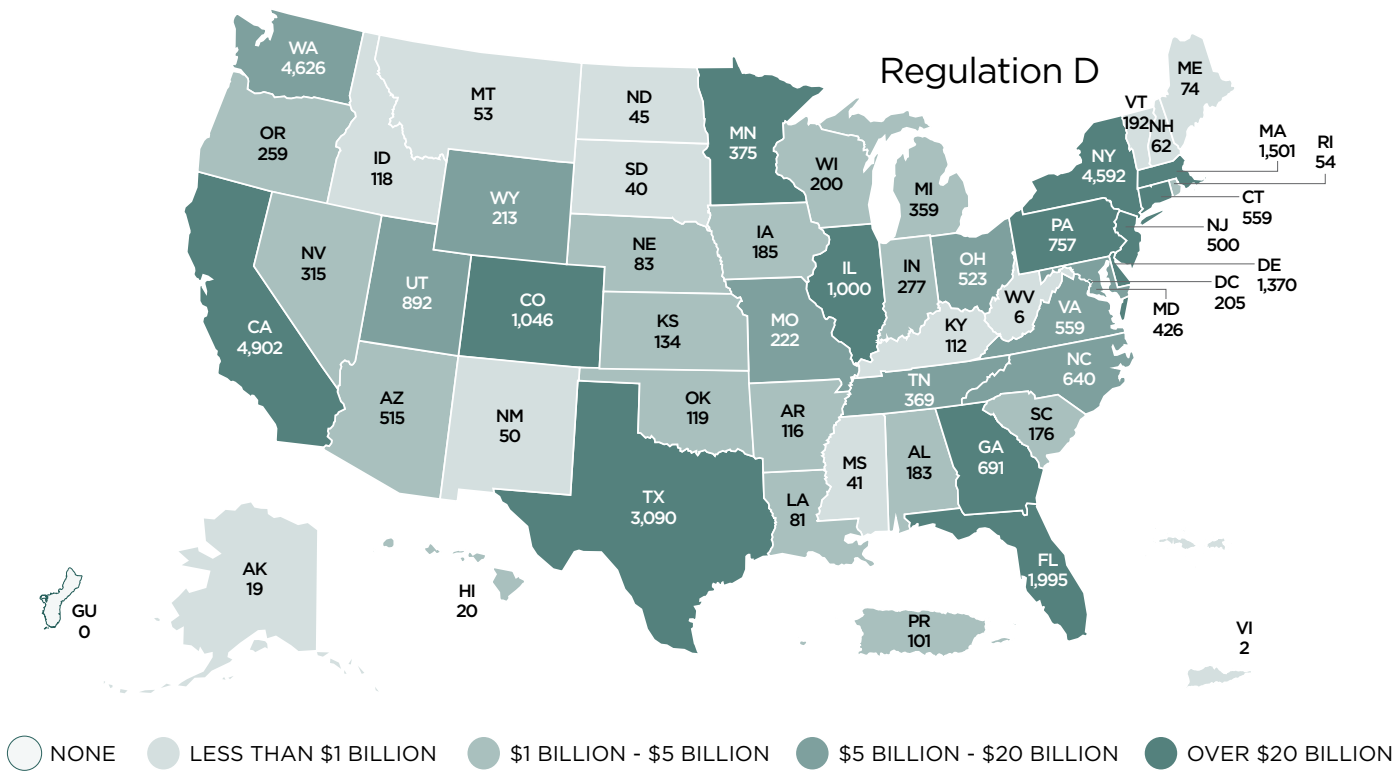 Regulation D
WA
4,626
OR
259
CA
4,902
ID
118
NV
315
MT
53
WY
213
UT
892
AZ
515
CO
1,046
NM
50
ND
45
SD
40
NE
83
KS
134
OK
119
TX
3,090
MN
375
IA
185
MO
222
AR
116
LA
81
WI
200
IL
1,000
MI
359
IN
277
OH
523
KY
112
TN
369
MS
41
AL
183
GA
691
FL
1,995
SC
176
NC
640
VA
559
WV
6
PA
757
NY
4,592
VT
192
NH
62
ME
74
MA
1,501
RI
54
CT
559
NJ
500
DE
1,370
DC
205
MD
426
GU
0
AK
19
HI
20
PR
101
VI
2
NONE
LESS THAN $1 BILLION
$1 BILLION - $5 BILLION
$5 BILLION - $20 BILLION
OVER $20 BILLION